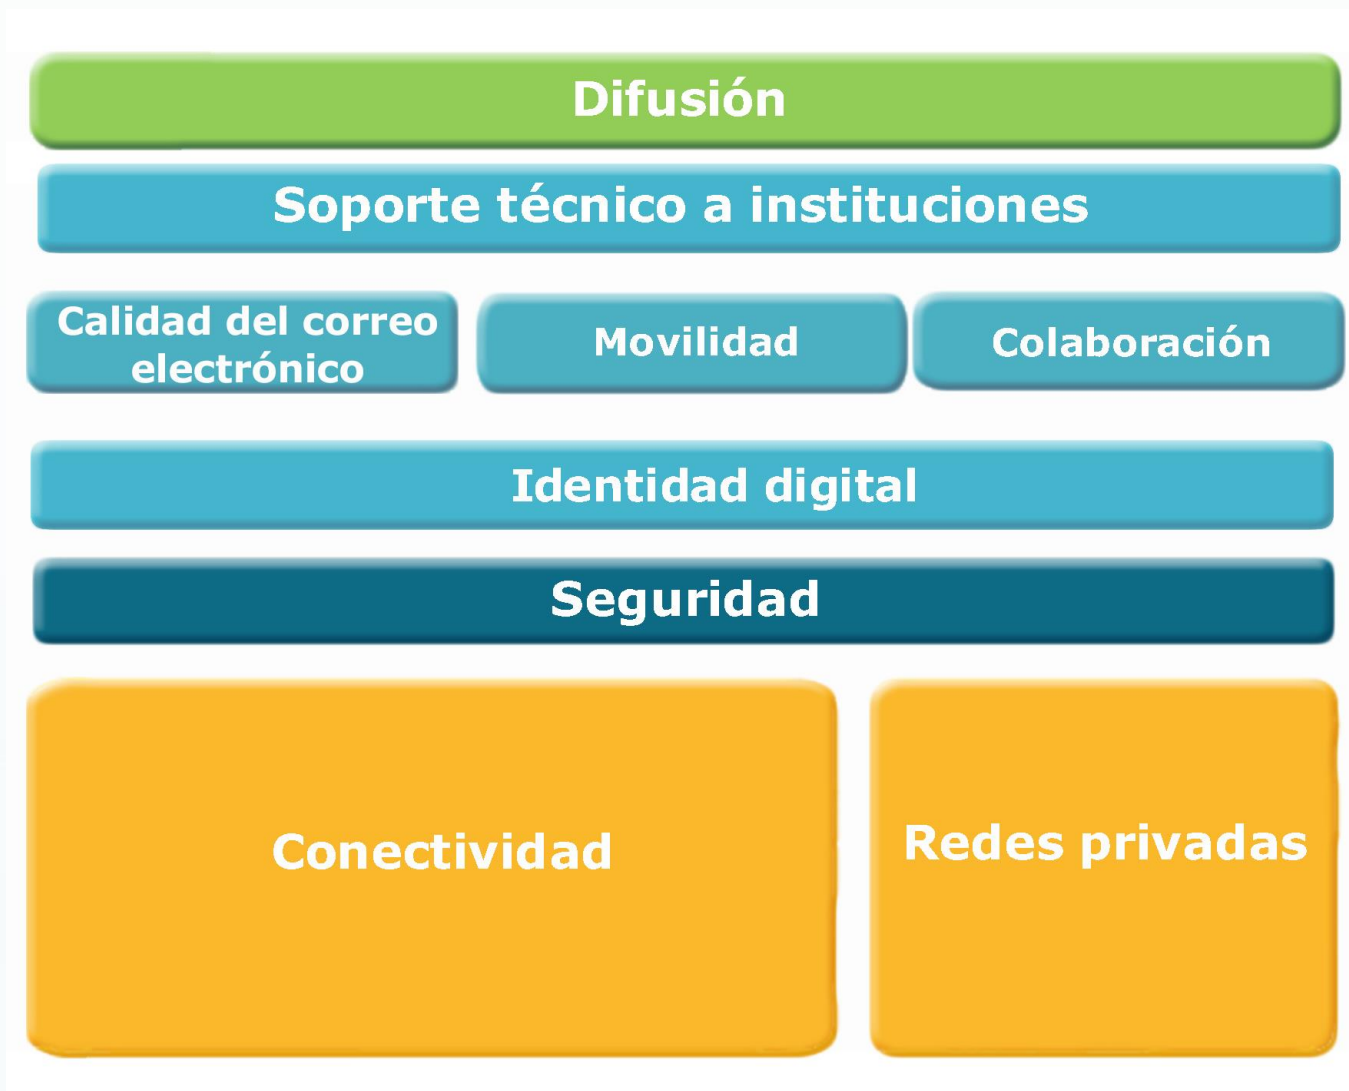 Difusión
Soporte técnico a instituciones
Calidad del correo
electrónico
Movilidad
Colaboración
Identidad digital
Seguridad
Conectividad
Redes privadas